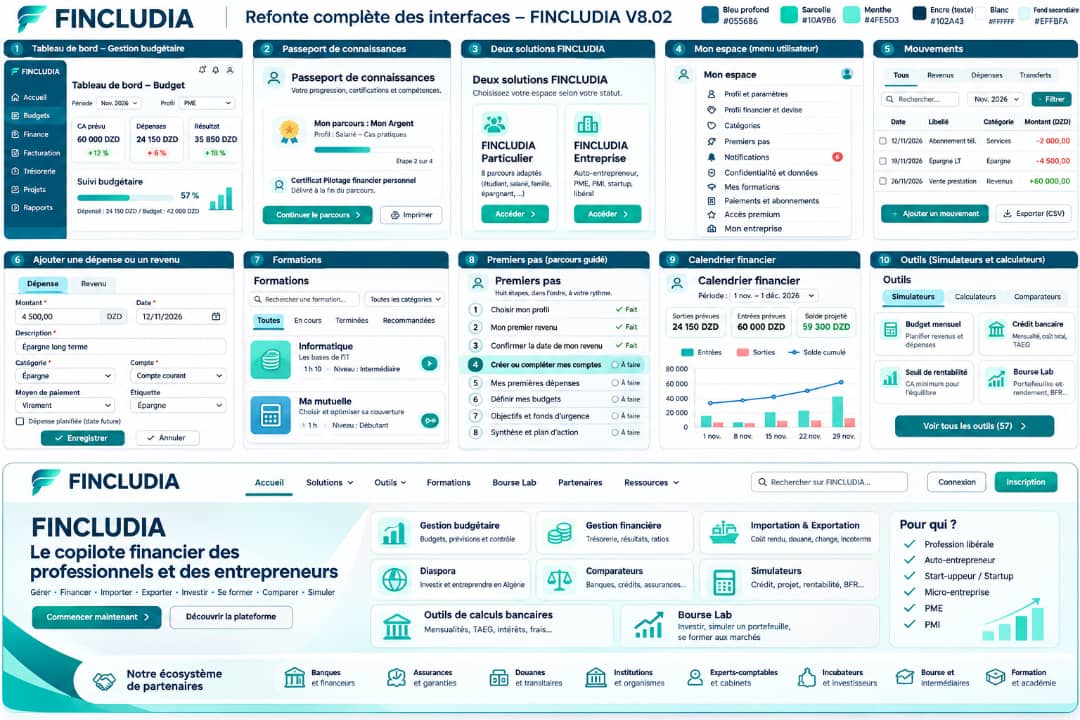 FINCLUDIA
Refonte complète des interfaces – FINCLUDIA V8.02
Bleu profond
#055686
Sarcelle
#10A9B6
Menthe
#4FE5D3
Encre (texte)
#102A43
Blanc
#FFFFFF
Fond secondaire
#EFFBFA
1 Tableau de bord – Gestion budgétaire
FINCLUDIA
Accueil
Budgets
Finance
Facturation
Trésorerie
Projets
Rapports
Tableau de bord – Budget
Période Nov. 2026 Profil PME
CA prévu
60 000 DZD
+12 %
Dépenses
24 150 DZD
Résultat
35 850 DZD
Suivi budgétaire
57 %
Dépensé : 24 150 DZD / Budget : 42 000 DZD
2 Passeport de connaissances
Passeport de connaissances
Votre progression, certifications et compétences.
Mon parcours : Mon Argent
Profil : Salarié – Cas pratiques
Étape 2 sur 4
Certificat Pilotage financier personnel
Délivré à la fin du parcours.
Continuer le parcours
Imprimer
3 Deux solutions FINCLUDIA
Deux solutions FINCLUDIA
Choisissez votre espace selon votre statut.
FINCLUDIA
Particulier
8 parcours adaptés
(étudiant, salarié, famille,
épargnant, ...)
Accéder
FINCLUDIA
Entreprise
Auto-entrepreneur,
PME, PMI, startup,
libéral
Accéder
4 Mon espace (menu utilisateur)
Mon espace
Profil et paramètres
Profil financier et devise
Catégories
Premiers pas
Notifications
Confidentialité et données
Mes formations
Paiements et abonnements
Accès premium
Mon entreprise
5 Mouvements
Tous Revenus Dépenses Transferts
Rechercher... Nov. 2026 Filtrer
Date Libellé Catégorie Montant (DZD)
12/11/2026 Abonnement tél. Services -2 000,00
Épargne LT Épargne -4 500,00
26/11/2026 Vente prestation Revenus +60 000,00
+ Ajouter un mouvement
Exporter (CSV)
6 Ajouter une dépense ou un revenu
Dépense Revenu
Montant * Date *
4 500,00 DZD 12/11/2026
Description *
Épargne long terme
Catégorie * Compte *
Épargne Compte courant
Moyen de paiement Étiquette
Virement Épargne
Dépense planifiée (date future)
Enregistrer Annuler
7 Formations
Formations
Rechercher une formation... Toutes les catégories
Toutes En cours Terminées Recommandées
Informatique
Les bases de l'IT
1 h 10 Niveau : Intermédiaire
Ma mutuelle
Choisir et optimiser sa couverture
1 h Niveau : Débutant
8 Premiers pas (parcours guidé)
Premiers pas
Huit étapes, dans l'ordre, à votre rythme.
1 Choisir mon profil Fait
2 Mon premier revenu Fait
3 Confirmer la date de mon revenu Fait
4 Créer ou compléter mes comptes À faire
5 Mes premières dépenses À faire
6 Définir mes budgets À faire
7 Objectifs et fonds d'urgence À faire
8 Synthèse et plan d'action À faire
9 Calendrier financier
Calendrier financier
Période : 1 nov. – 1 déc. 2026
Sorties prévues
24 150 DZD
Entrées prévues
60 000 DZD
Solde projeté
59 300 DZD
Entrées Sorties Solde cumulé
80 000
60 000
40 000
20 000
0
1 nov. 8 nov. 15 nov. 22 nov. 29 nov.
10 Outils (Simulateurs et calculateurs)
Outils
Simulateurs Calculateurs Comparateurs
Budget mensuel
Planifier revenus et
dépenses
Crédit bancaire
Mensualité, coût total,
TAEG
Seuil de rentabilité
CA minimum pour
l'équilibre
Bourse Lab
Portefeuille et
rendement, BFR...
Voir tous les outils (57)
FINCLUDIA
Accueil Solutions Outils Formations Bourse Lab Partenaires Ressources
Rechercher sur FINCLUDIA...
Connexion Inscription
FINCLUDIA
Le copilote financier des
professionnels et des entrepreneurs
Gérer • Financer • Importer • Exporter • Investir • Se former • Comparer • Simuler
Commencer maintenant
Découvrir la plateforme
Gestion budgétaire
Budgets, prévisions et contrôle
Gestion financière
Trésorerie, résultats, ratios
Importation & Exportation
Coût rendu, douane, change, Incoterms
Diaspora
Investir et entreprendre en Algérie
Comparateurs
Banques, crédits, assurances...
Simulateurs
Crédit, projet, rentabilité, BFR...
Outils de calculs bancaires
Mensualités, TAEG, intérêts, frais...
Bourse Lab
Investir, simuler un portefeuille,
se former aux marchés
Pour qui ?
Profession libérale
Auto-entrepreneur
Start-uppeur / Startup
Micro-entreprise
PME
PMI
Notre écosystème
de partenaires
Banques
et financeurs
Assurances
et garanties
Douanes
et transitaires
Institutions
et organismes
Experts-comptables
et cabinets
Incubateurs
et investisseurs
Bourse et
intermédiaires
Formation
et académie